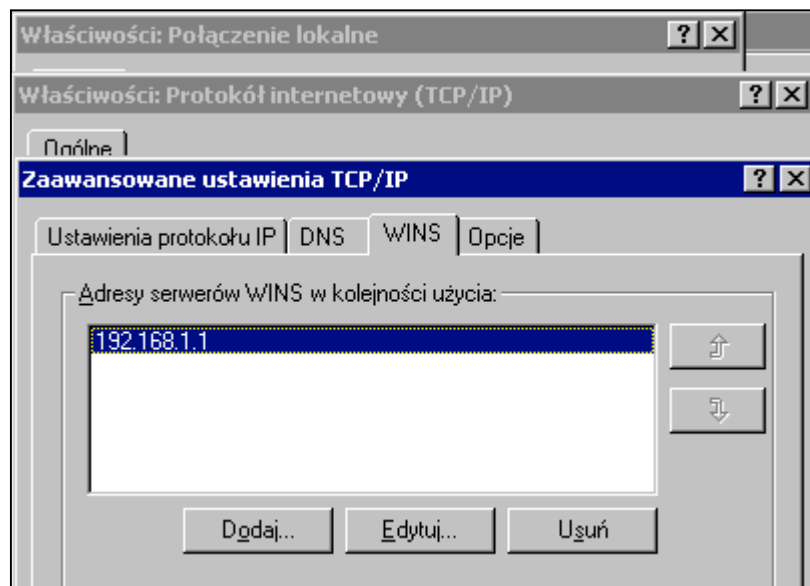 Właściwości: Połączenie lokalne
Właściwości: Protokół internetowy (TCP/IP)
Ogólne
Zaawansowane ustawienia TCP/IP
Ustawienia protokołu IP DNS WINS Opcje
Adresy serwerów WINS w kolejności użycia:
192.168.1.1
Dodaj... Edytuj... Usuń